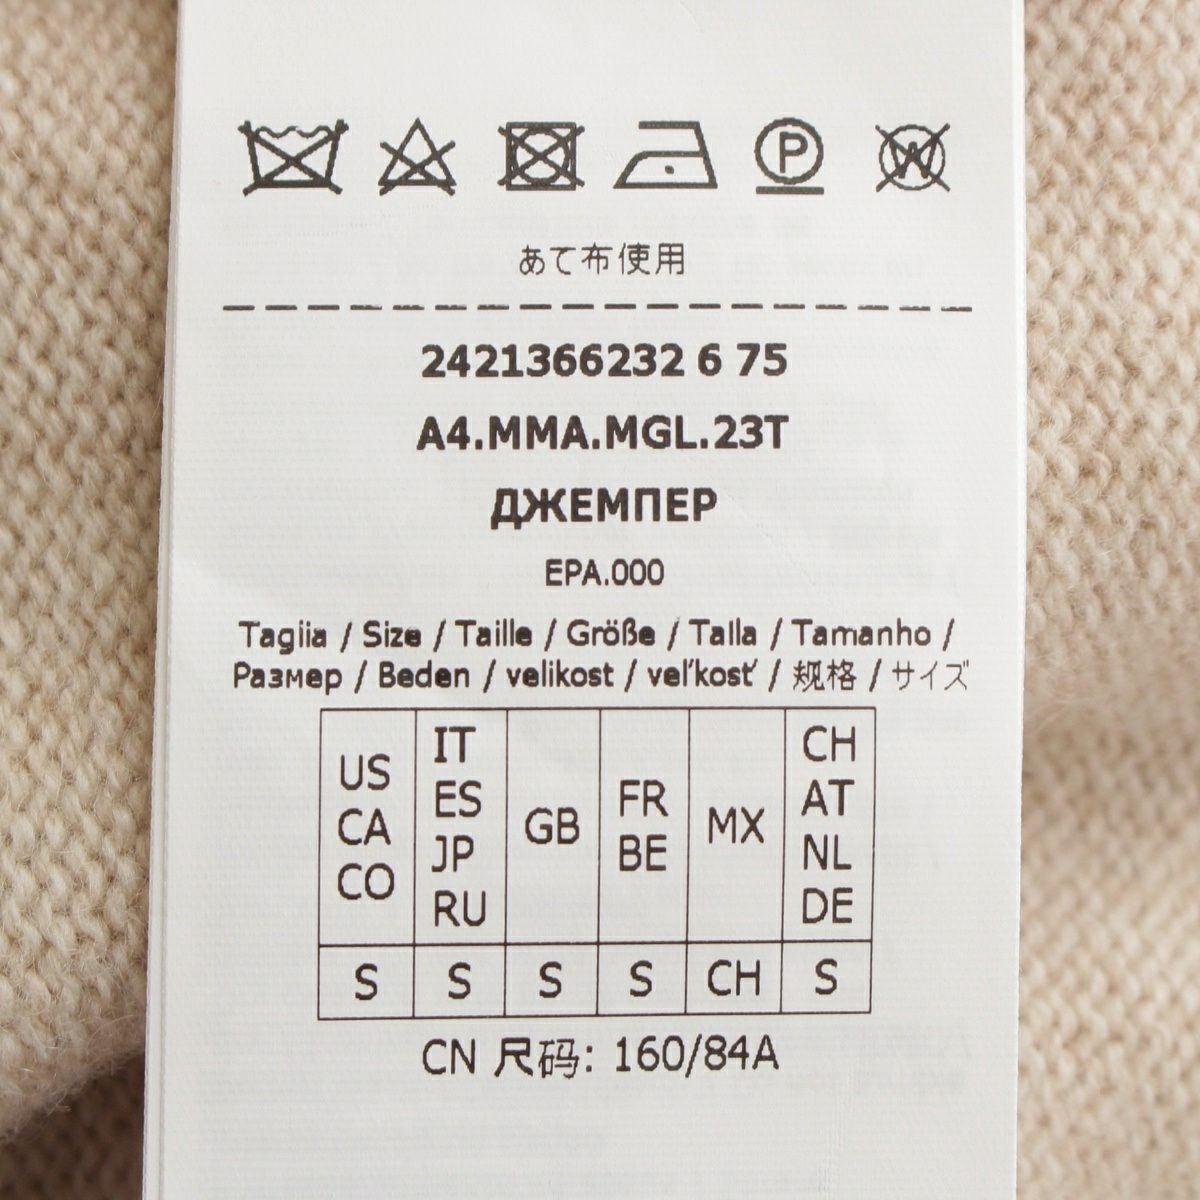 P W
あて布使用
2421366232 6 75
A4.MMA.MGL.23T
ДЖЕМПЕР
EPA.000
Taglia / Size / Taille / Größe / Talla / Tamanho /
Размер / Beden / velikost / veľkosť / 规格 / サイズ
US CA CO
IT ES JP RU
GB
FR BE
MX
CH AT NL DE
S S S S CH S
CN 尺码: 160/84A